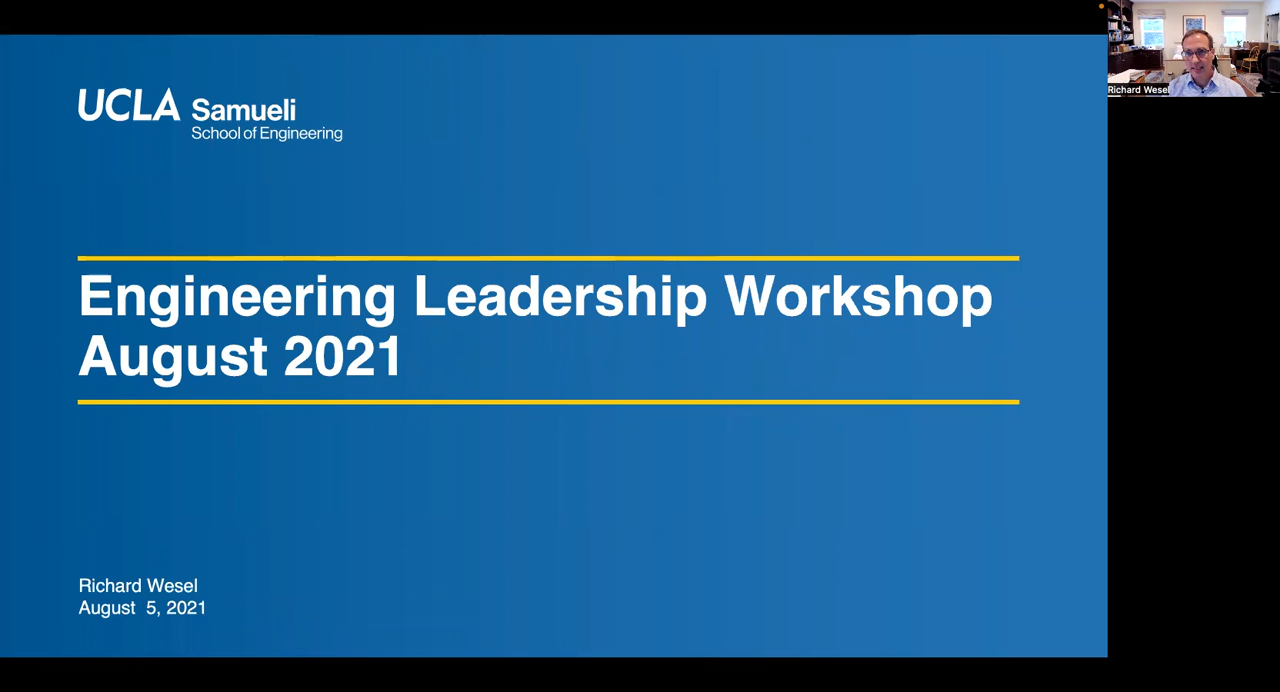 UCLA Samueli
School of Engineering
Engineering Leadership Workshop
August 2021
Richard Wesel
August 5, 2021
Richard Wesel